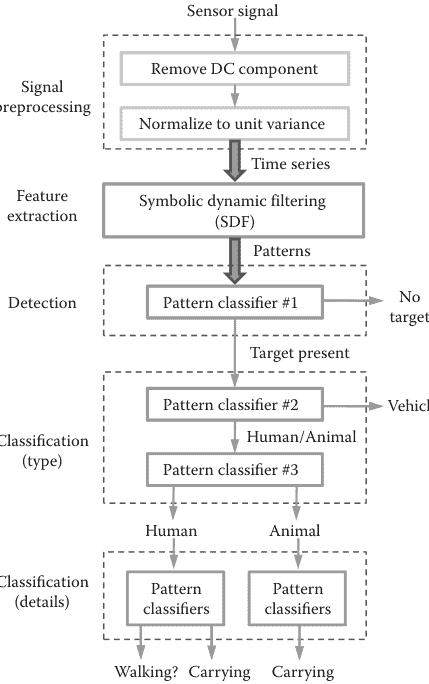 Sensor signal
Remove DC component
Signal
preprocessing
Normalize to unit variance
Time series
Feature
extraction
Symbolic dynamic filtering
(SDF)
Patterns
Detection
Pattern classifier #1
No
target
Target present
Pattern classifier #2
Vehicl
Human/Animal
Classification
(type)
Pattern classifier #3
Human
Animal
Classification
(details)
Pattern
classifiers
Pattern
classifiers
Walking?
Carrying
Carrying